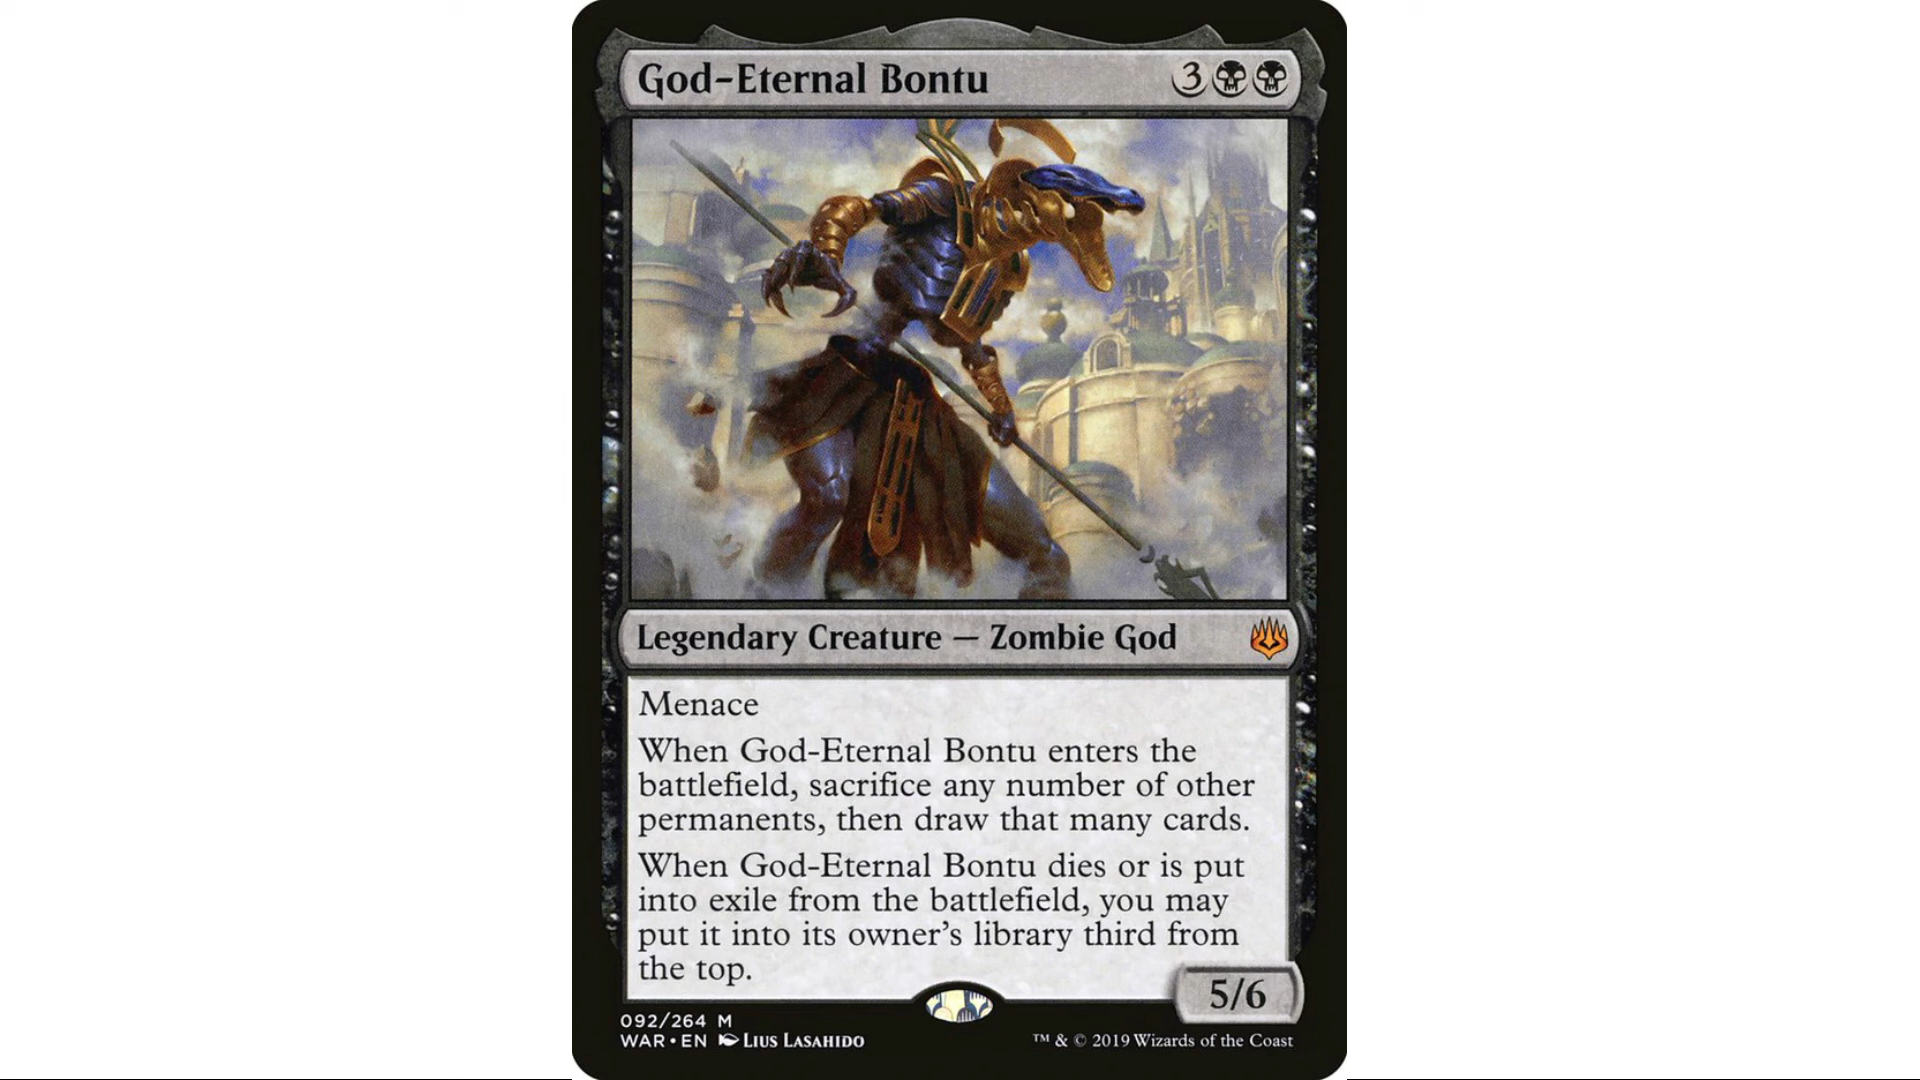 God-Eternal Bontu 3
Legendary Creature — Zombie God
Menace
When God-Eternal Bontu enters the
battlefield, sacrifice any number of other
permanents, then draw that many cards.
When God-Eternal Bontu dies or is put
into exile from the battlefield, you may
put it into its owner's library third from
the top.
5/6
092/264 M
WAR • EN Lius Lasahido
™ & © 2019 Wizards of the Coast